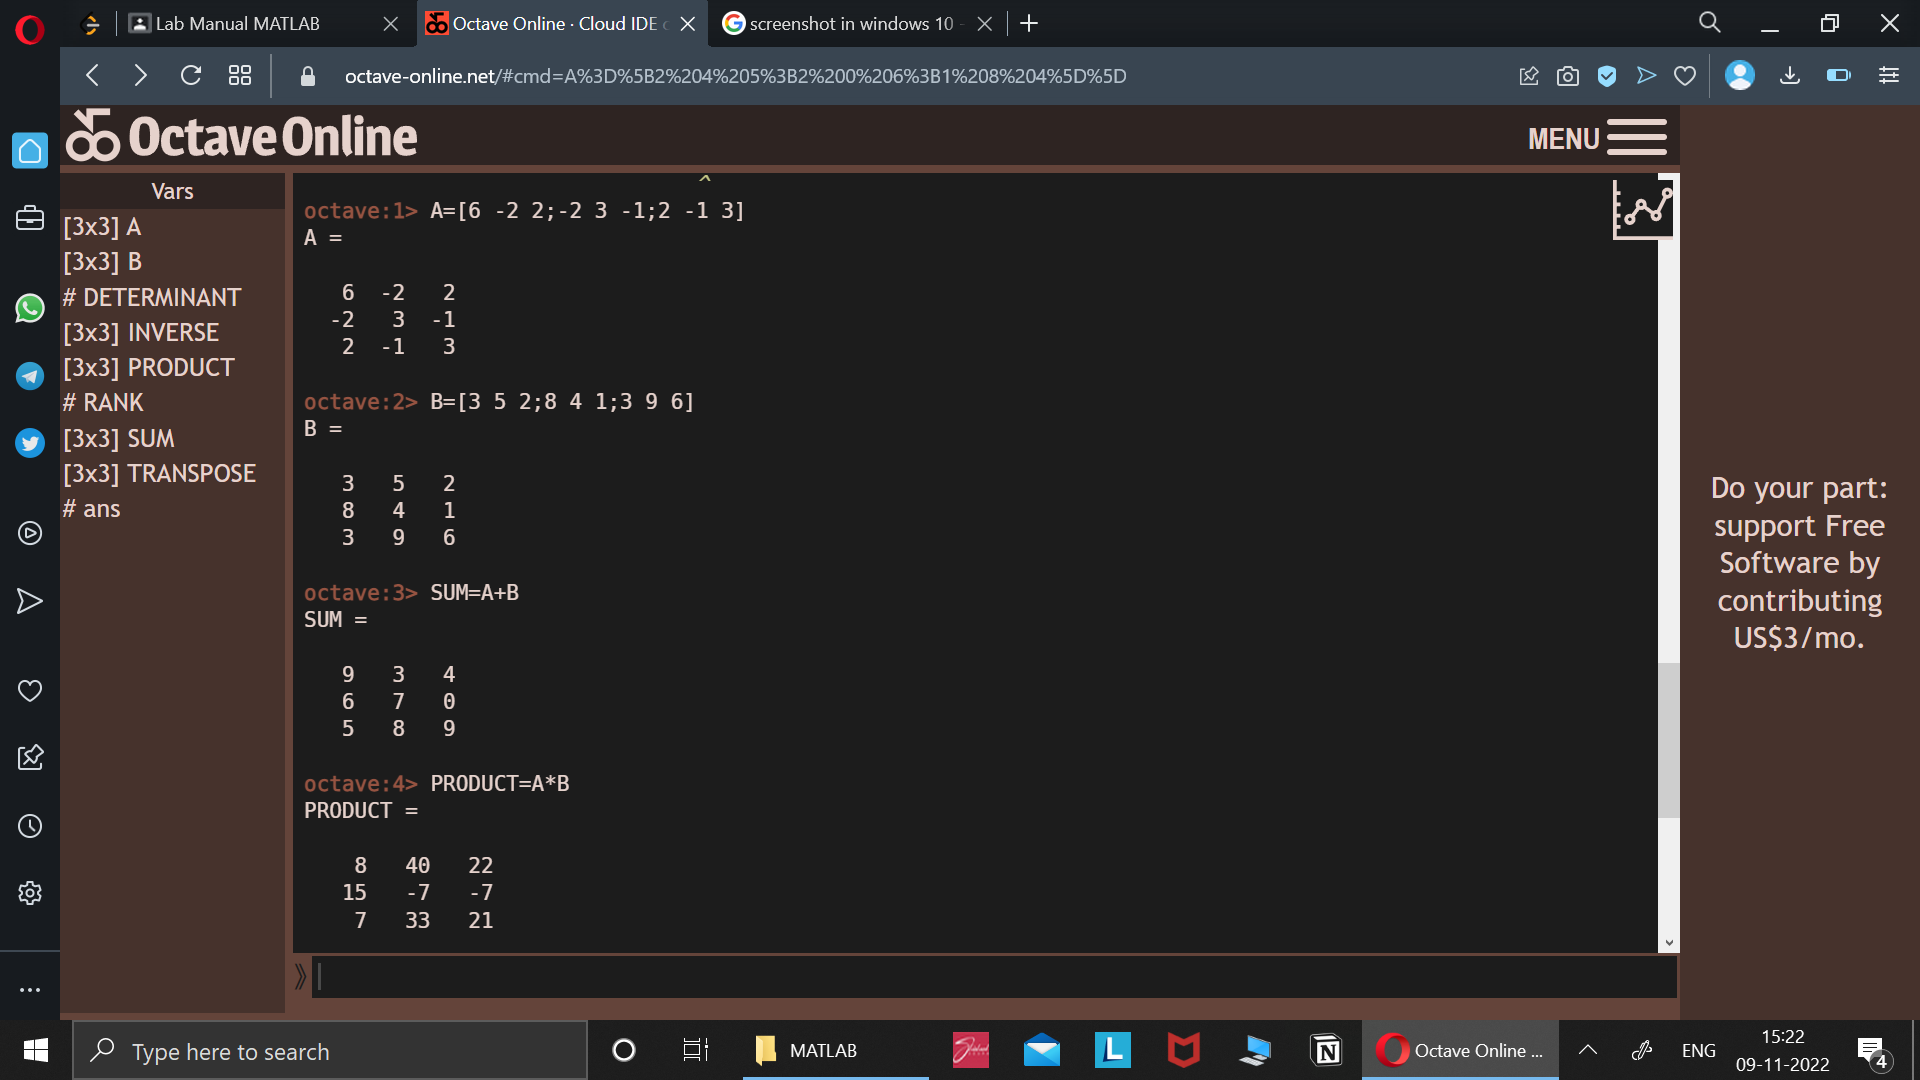 Lab Manual MATLAB
Octave Online · Cloud IDE
screenshot in windows 10 -
octave-online.net/#cmd=A%3D%5B2%204%205%3B2%200%206%3B1%208%204%5D%5D
Octave Online
MENU
Vars
[3x3] A
[3x3] B
# DETERMINANT
[3x3] INVERSE
[3x3] PRODUCT
# RANK
[3x3] SUM
[3x3] TRANSPOSE
# ans
^
octave:1> A=[6 -2 2;-2 3 -1;2 -1 3]
A =
6 -2 2
-2 3 -1
2 -1 3
octave:2> B=[3 5 2;8 4 1;3 9 6]
B =
3 5 2
8 4 1
3 9 6
octave:3> SUM=A+B
SUM =
9 3 4
6 7 0
5 8 9
octave:4> PRODUCT=A*B
PRODUCT =
8 40 22
15 -7 -7
7 33 21
»
Do your part:
support Free
Software by
contributing
US$3/mo.
Type here to search
MATLAB
L
N
Octave Online ...
ENG
15:22
09-11-2022
4